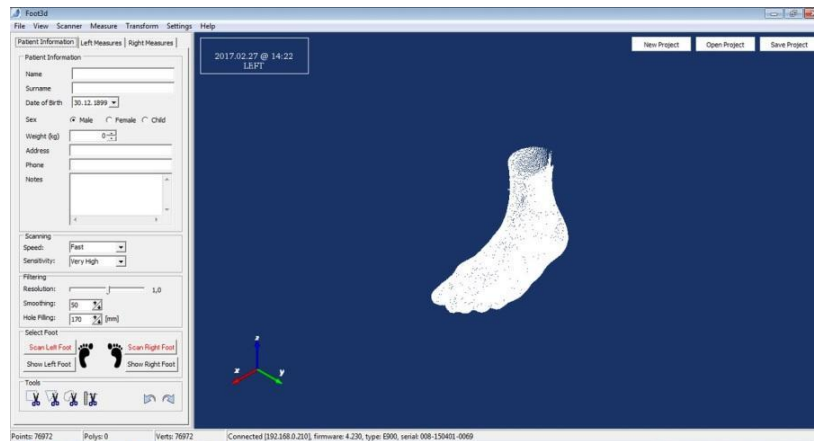 Foot3d
File View Scanner Measure Transform Settings Help
Patient Information Left Measures Right Measures
Patient Information
Name
Surname
Date of Birth 30.12.1899
Sex Male Female Child
Weight (kg) 0
Address
Phone
Notes
Scanning
Speed: Fast
Sensitivity: Very High
Filtering
Resolution: 1,0
Smoothing: 50
Hole Filling: 170 [mm]
Select Foot
Scan Left Foot Scan Right Foot
Show Left Foot Show Right Foot
Tools
2017.02.27 @ 14:22
LEFT
New Project Open Project Save Project
z
x y
Points: 76972 Polys: 0 Verts: 76972 Connected [192.168.0.210], firmware: 4.230, type: E900, serial: 008-150401-0069